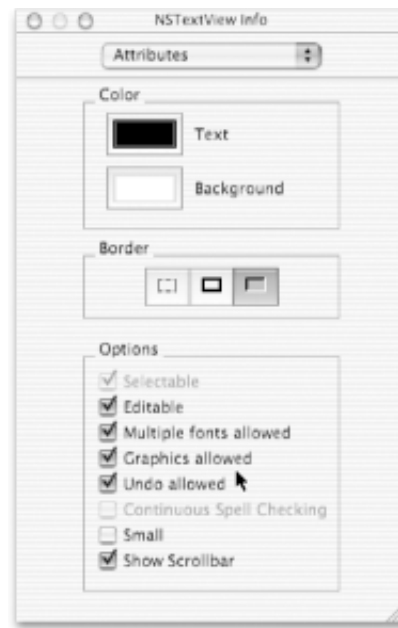 NSTextView Info
Attributes
Color
Text
Background
Border
Options
Selectable
Editable
Multiple fonts allowed
Graphics allowed
Undo allowed
Continuous Spell Checking
Small
Show Scrollbar